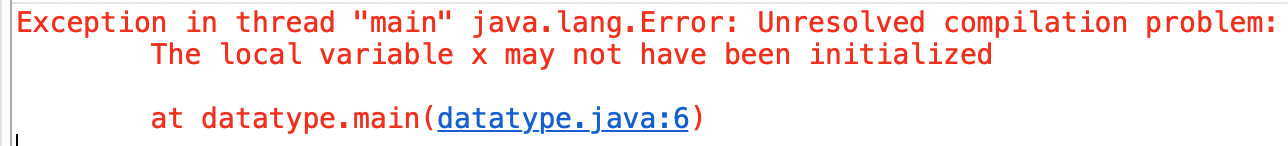 Exception in thread "main" java.lang.Error: Unresolved compilation problem:
The local variable x may not have been initialized
at datatype.main(datatype.java:6)